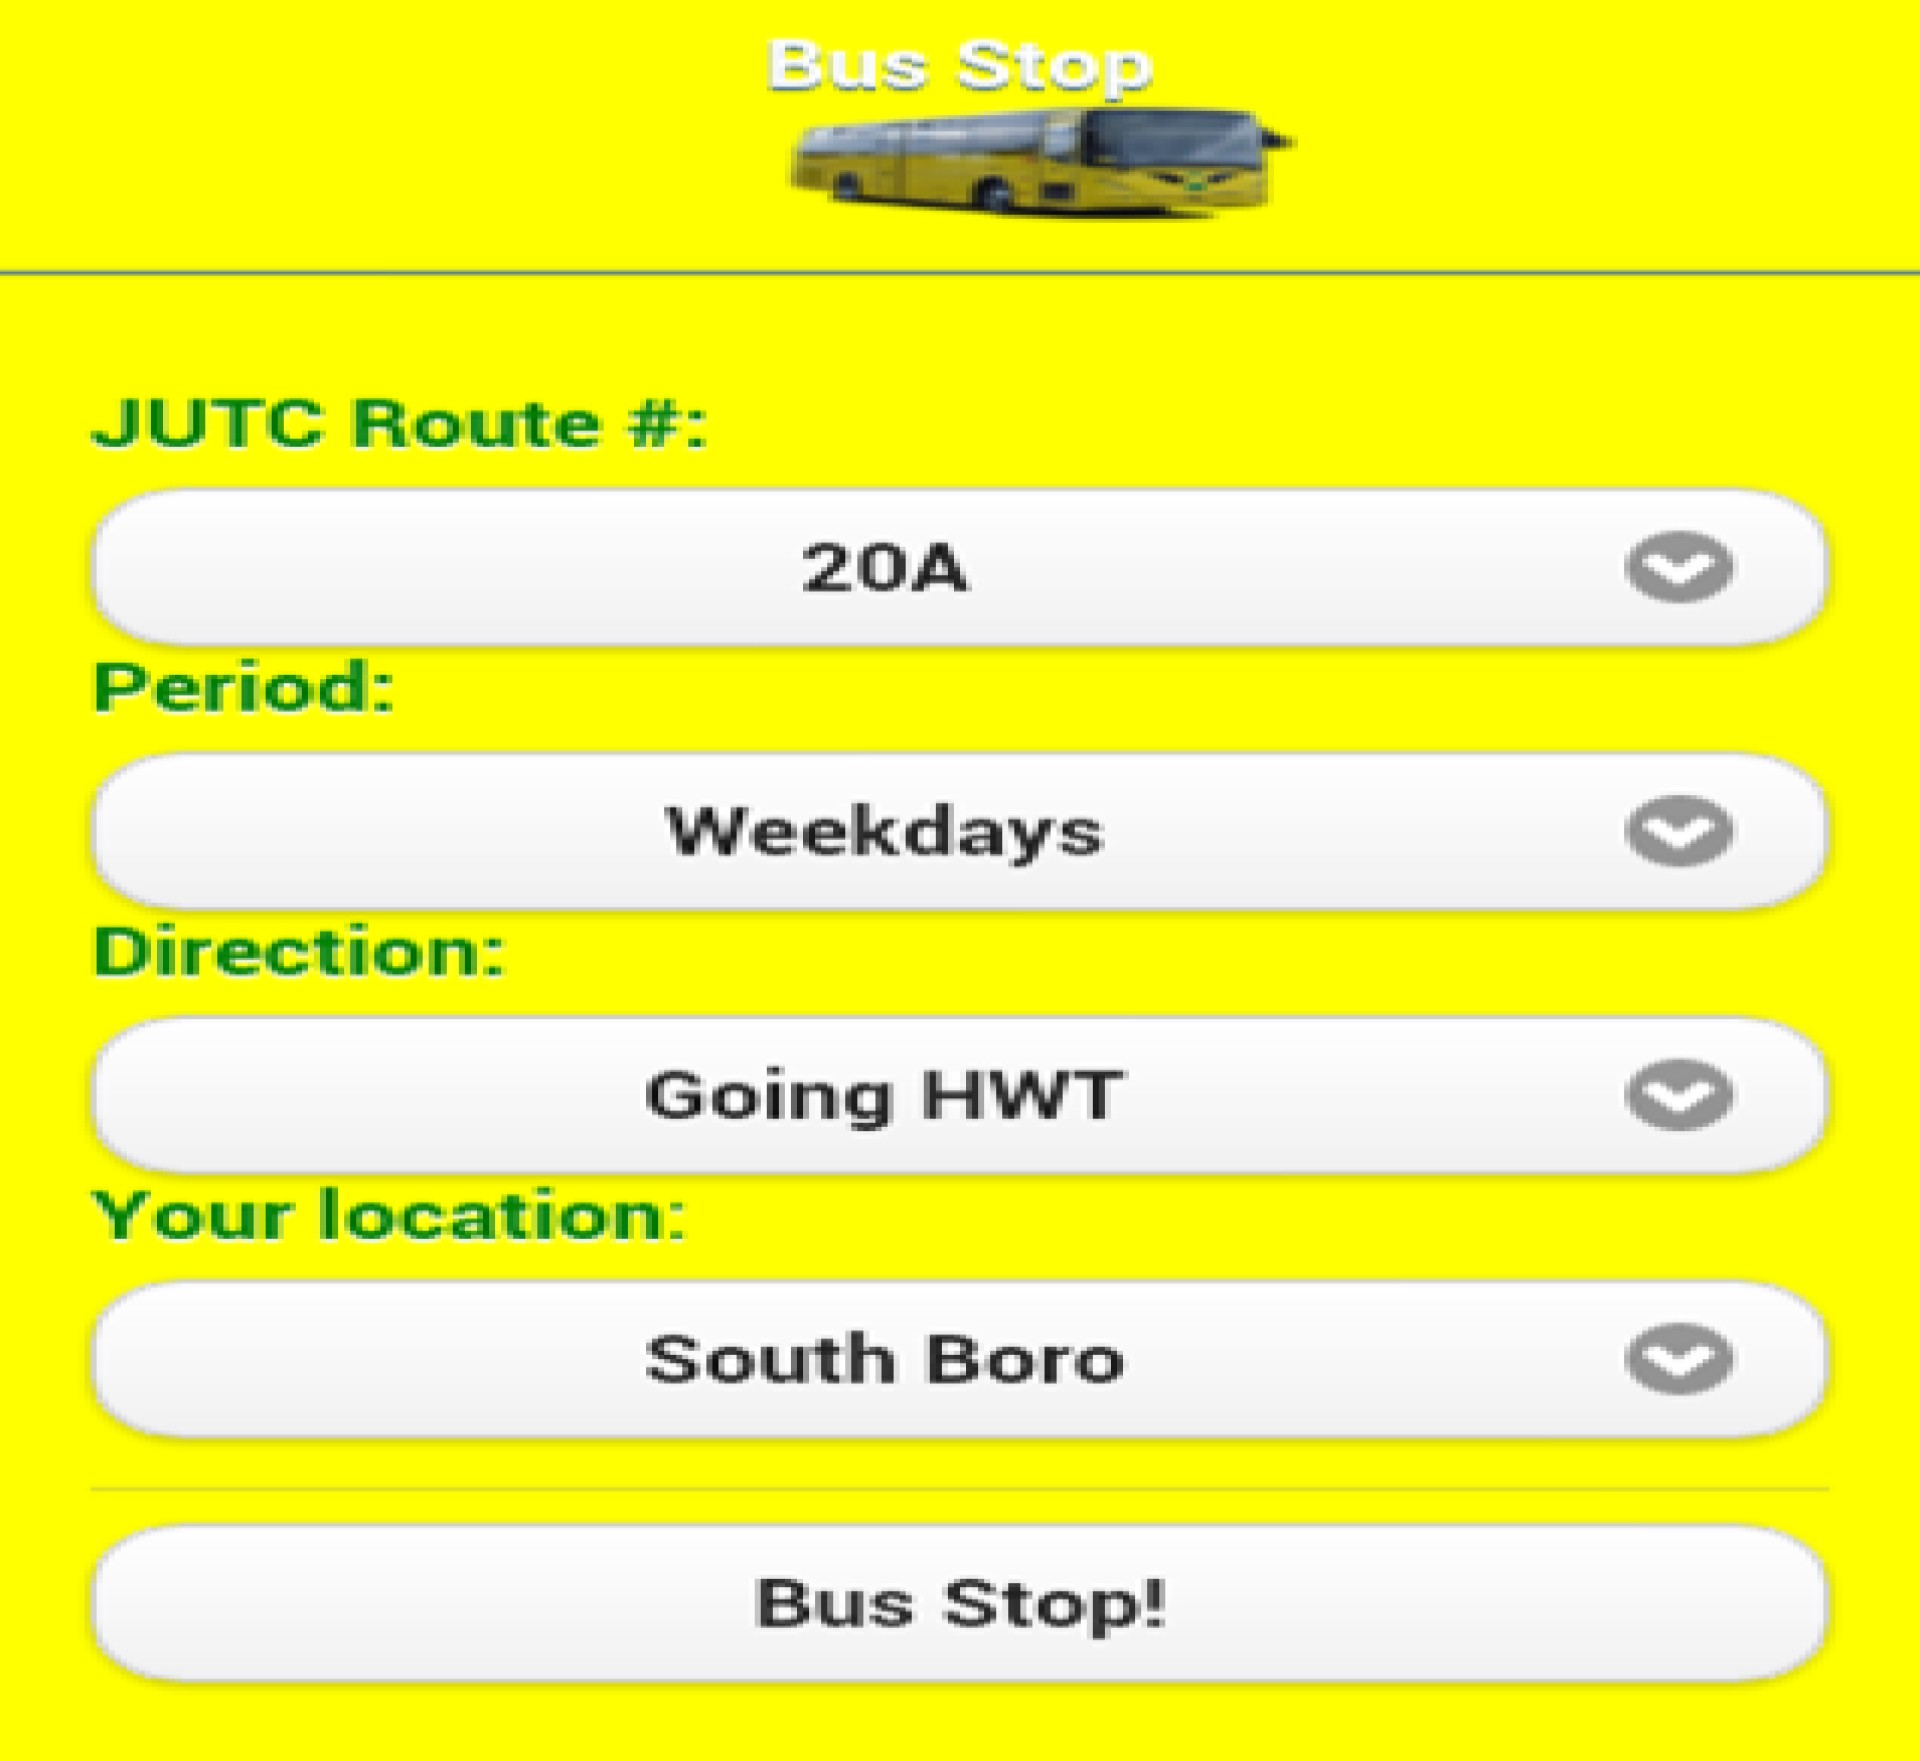 Bus Stop
JUTC Route #:
20A
Period:
Weekdays
Direction:
Going HWT
Your location:
South Boro
Bus Stop!